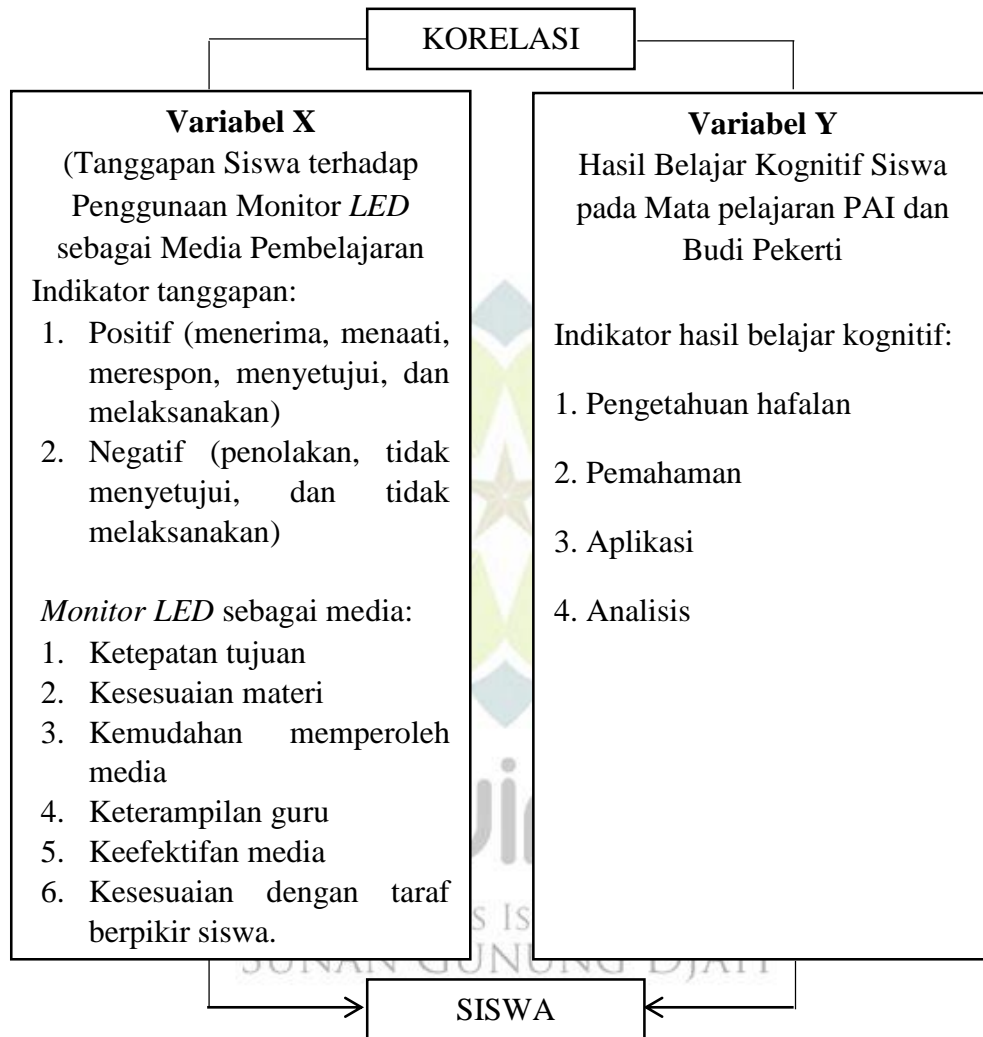 KORELASI
Variabel X
(Tanggapan Siswa terhadap
Penggunaan Monitor LED
sebagai Media Pembelajaran
Indikator tanggapan:
1. Positif (menerima, menaati,
merespon, menyetujui, dan
melaksanakan)
2. Negatif (penolakan, tidak
menyetujui, dan tidak
melaksanakan)
Monitor LED sebagai media:
1. Ketepatan tujuan
2. Kesesuaian materi
3. Kemudahan memperoleh
media
4. Keterampilan guru
5. Keefektifan media
6. Kesesuaian dengan taraf
berpikir siswa.
Variabel Y
Hasil Belajar Kognitif Siswa
pada Mata pelajaran PAI dan
Budi Pekerti
Indikator hasil belajar kognitif:
1. Pengetahuan hafalan
2. Pemahaman
3. Aplikasi
4. Analisis
SUNAN GUNUNG DJATI
SISWA